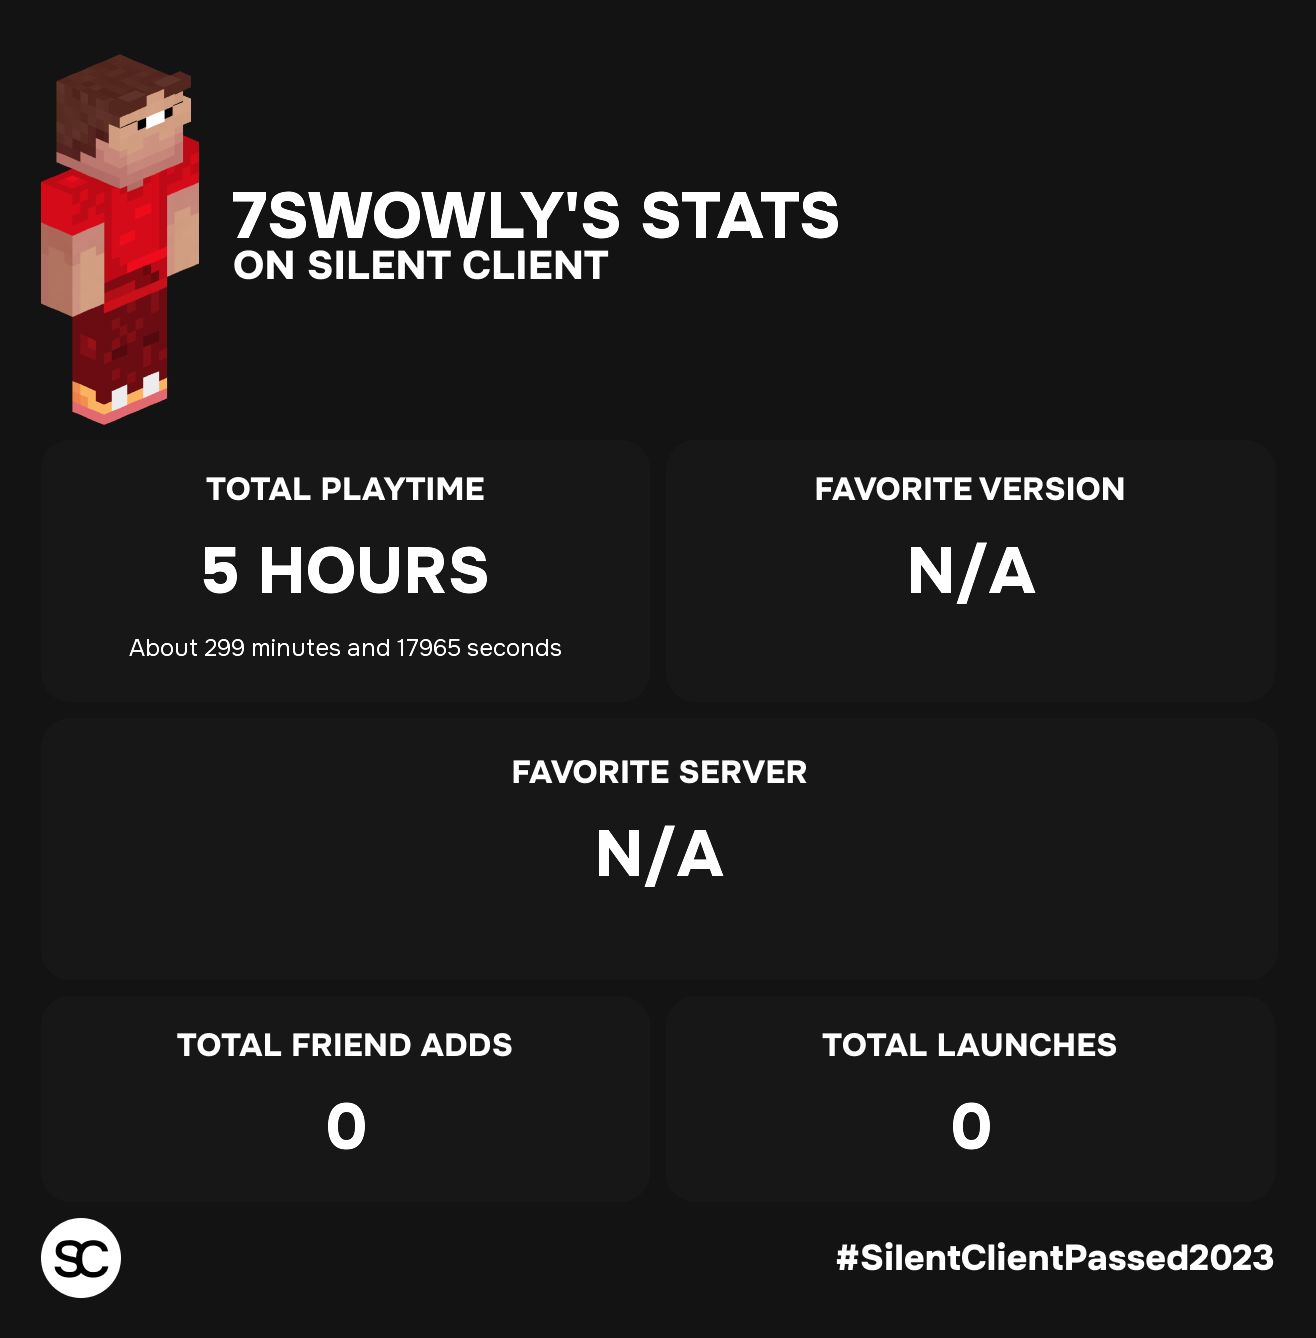 7SWOWLY'S STATS
ON SILENT CLIENT
TOTAL PLAYTIME
5 HOURS
About 299 minutes and 17965 seconds
FAVORITE VERSION
N/A
FAVORITE SERVER
N/A
TOTAL FRIEND ADDS
0
TOTAL LAUNCHES
0
SC
#SilentClientPassed2023